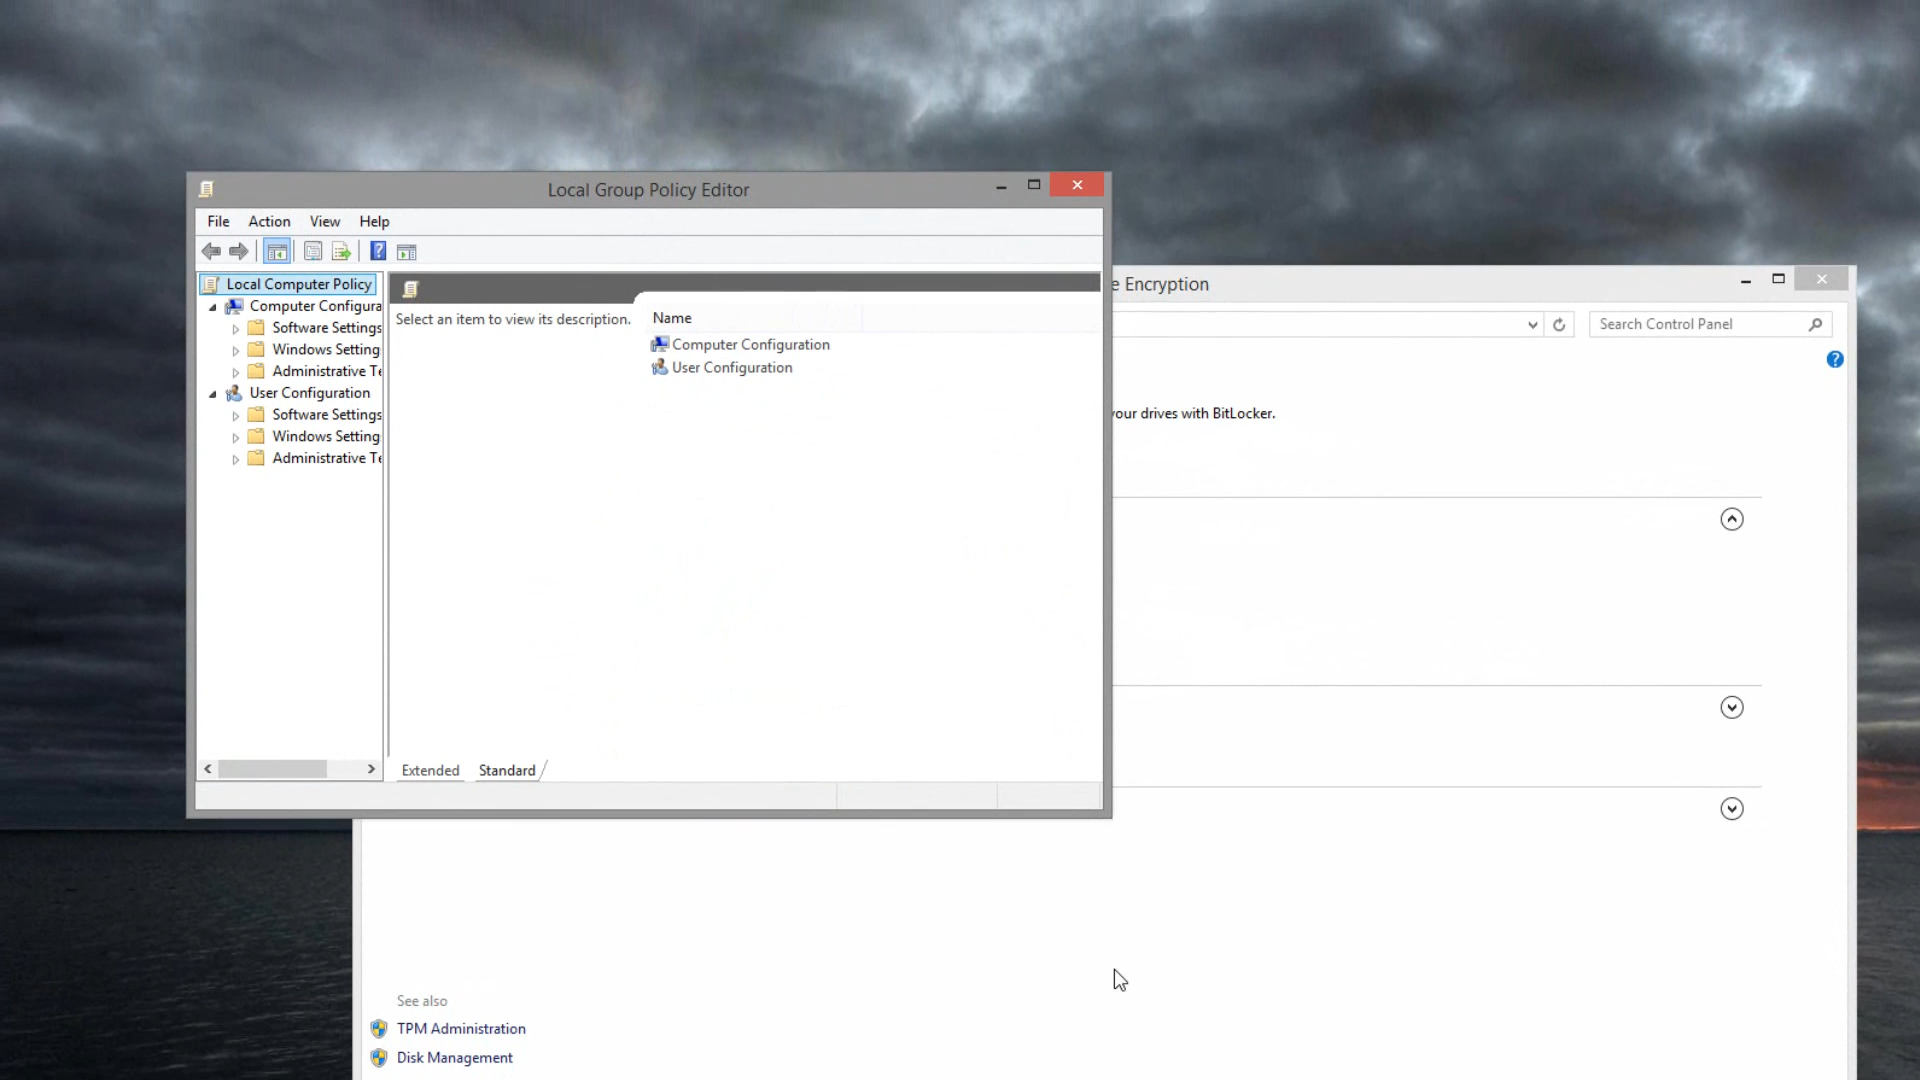 Local Group Policy Editor
File Action View Help
Local Computer Policy
Computer Configura
Software Settings
Windows Setting
Administrative Te
User Configuration
Software Settings
Windows Setting
Administrative Te
Select an item to view its description.
Name
Computer Configuration
User Configuration
Extended Standard
e Encryption
Search Control Panel
your drives with BitLocker.
See also
TPM Administration
Disk Management